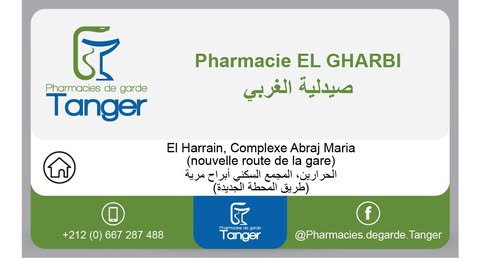 Pharmacies de garde
Tanger
Pharmacie EL GHARBI
صيدلية الغربي
El Harrain, Complexe Abraj Maria
(nouvelle route de la gare)
الحرارين، المجمع السكني أبراج مرية
(طريق المحطة الجديدة)
+212 (0) 667 287 488
Pharmacies de garde
Tanger
f
@Pharmacies.degarde.Tanger